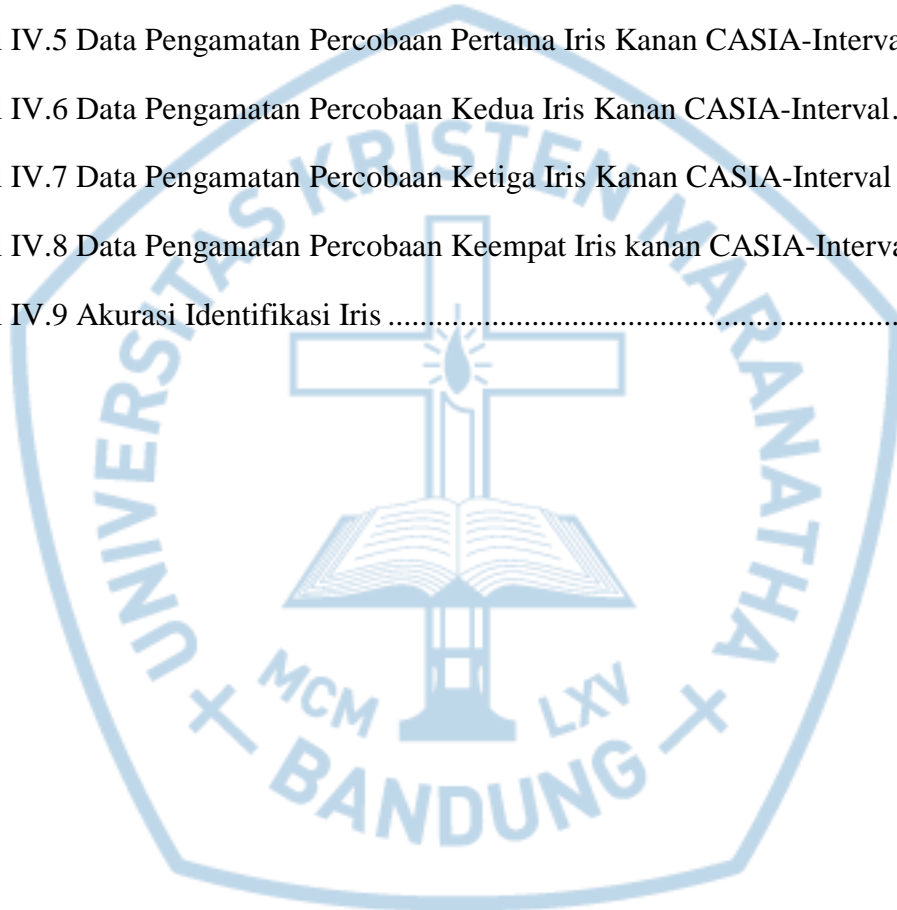 IV.5 Data Pengamatan Percobaan Pertama Iris Kanan CASIA-Interva
IV.6 Data Pengamatan Percobaan Kedua Iris Kanan CASIA-Interval.
IV.7 Data Pengamatan Percobaan Ketiga Iris Kanan CASIA-Interval
IV.8 Data Pengamatan Percobaan Keempat Iris kanan CASIA-Interva
IV.9 Akurasi Identifikasi Iris ................................................................
UNIVERSITAS KRISTEN MARANATHA
MCM LXV
BANDUNG